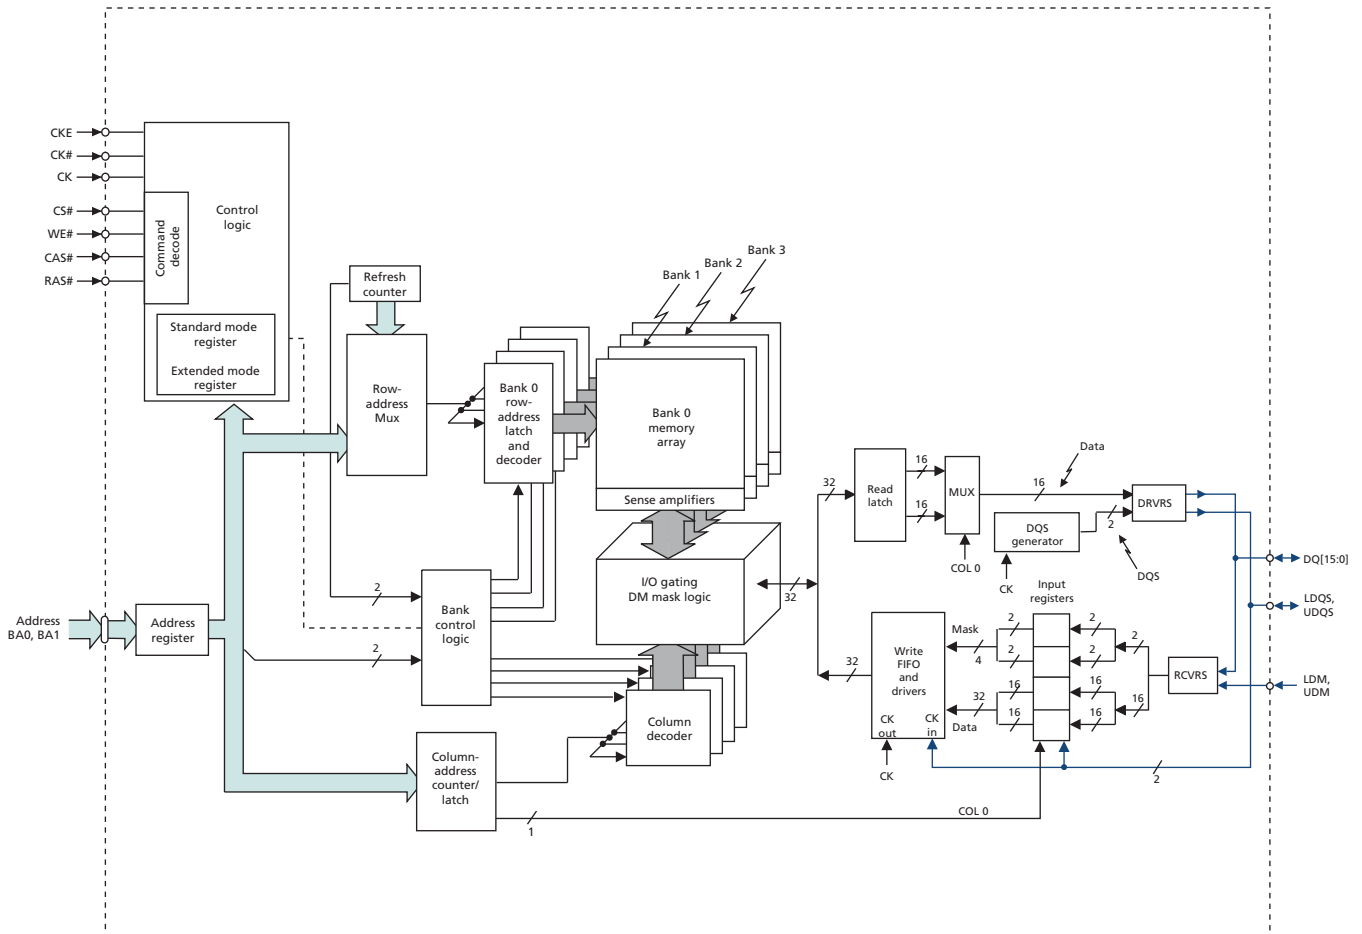 CKE
CK#
CK
CS#
WE#
CAS#
RAS#
Command
decode
Control
logic
Standard mode
register
Extended mode
register
Refresh
counter
Row-
address
Mux
Bank 0
row-
address
latch
and
decoder
Bank 1
Bank 2
Bank 3
Bank 0
memory
array
Sense amplifiers
I/O gating
DM mask logic
2
2
Bank
control
logic
Address
BA0, BA1
Address
register
Column-
address
counter/
latch
1
Column
decoder
32
32
32
Read
latch
16
16
MUX
COL 0
16
Data
DQS
generator
CK
2
DQS
DRVRS
DQ[15:0]
LDQS,
UDQS
LDM,
UDM
Input
registers
Write
FIFO
and
drivers
CK
out
CK
in
CK
Mask
4
32
Data
2
2
16
16
2
2
16
16
2
16
RCVRS
2
COL 0